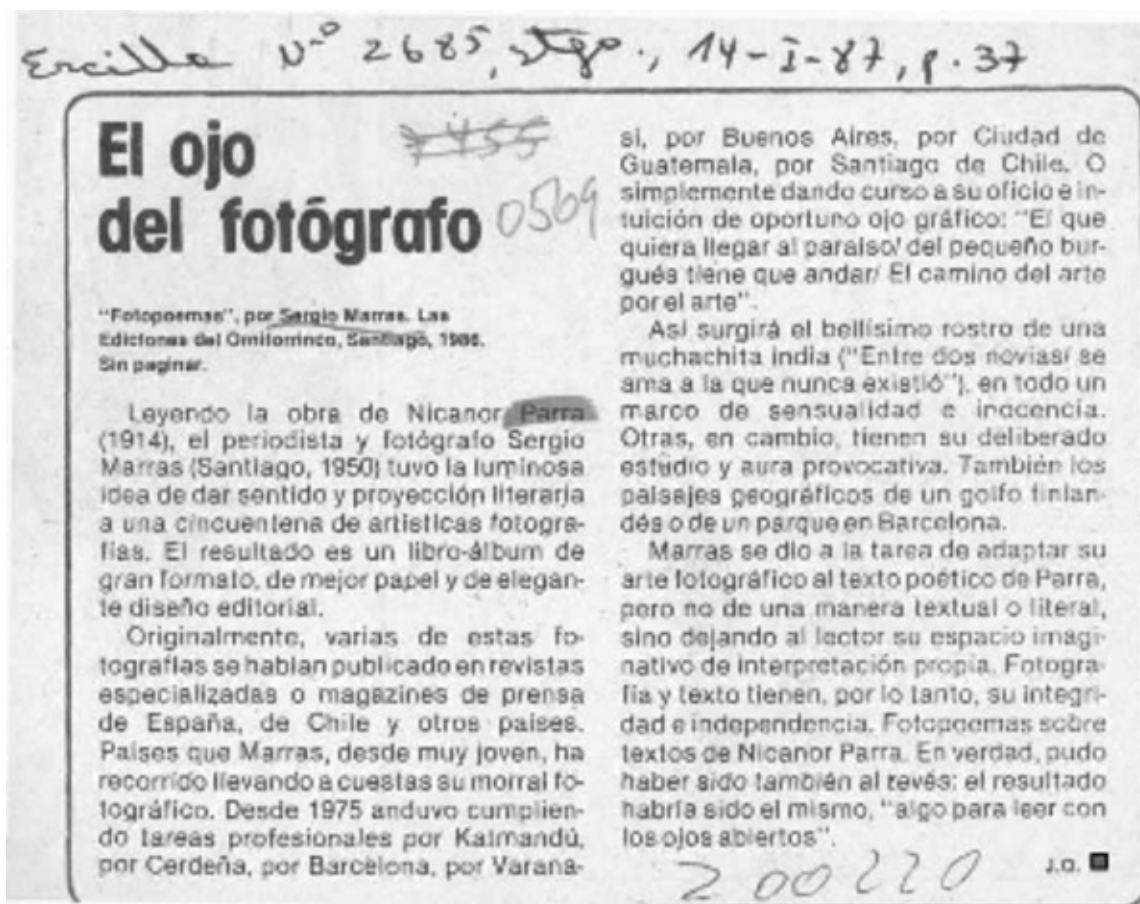 Ercilla N-o 2685, Stgo., 14-I-87, p. 37
El ojo
del fotógrafo
7455
0569
"Fotopoemas", por Sergio Marras. Las
Ediciones del Ornitorrinco, Santiago, 1986.
Sin paginar.
Leyendo la obra de Nicanor Parra
(1914), el periodista y fotógrafo Sergio
Marras (Santiago, 1950) tuvo la luminosa
idea de dar sentido y proyección literaria
a una cincuentena de artísticas fotogra-
fías. El resultado es un libro-álbum de
gran formato, de mejor papel y de elegan-
te diseño editorial.
Originalmente, varias de estas fo-
tografías se habían publicado en revistas
especializadas o magazines de prensa
de España, de Chile y otros países.
Países que Marras, desde muy joven, ha
recorrido llevando a cuestas su morral fo-
tográfico. Desde 1975 anduvo cumplien-
do tareas profesionales por Katmandú,
por Cerdeña, por Barcelona, por Varana-
si, por Buenos Aires, por Ciudad de
Guatemala, por Santiago de Chile. O
simplemente dando curso a su oficio e in-
tuición de oportuno ojo gráfico: "El que
quiera llegar al paraíso/ del pequeño bur-
gués tiene que andar/ El camino del arte
por el arte".
Así surgirá el bellísimo rostro de una
muchachita india ("Entre dos novias/ se
ama a la que nunca existió"), en todo un
marco de sensualidad e inocencia.
Otras, en cambio, tienen su deliberado
estudio y aura provocativa. También los
paisajes geográficos de un golfo finlan-
dés o de un parque en Barcelona.
Marras se dio a la tarea de adaptar su
arte fotográfico al texto poético de Parra,
pero no de una manera textual o literal,
sino dejando al lector su espacio imagi-
nativo de interpretación propia. Fotogra-
fía y texto tienen, por lo tanto, su integri-
dad e independencia. Fotopoemas sobre
textos de Nicanor Parra. En verdad, pudo
haber sido también al revés: el resultado
habría sido el mismo, "algo para leer con
los ojos abiertos".
J.Q.
200220